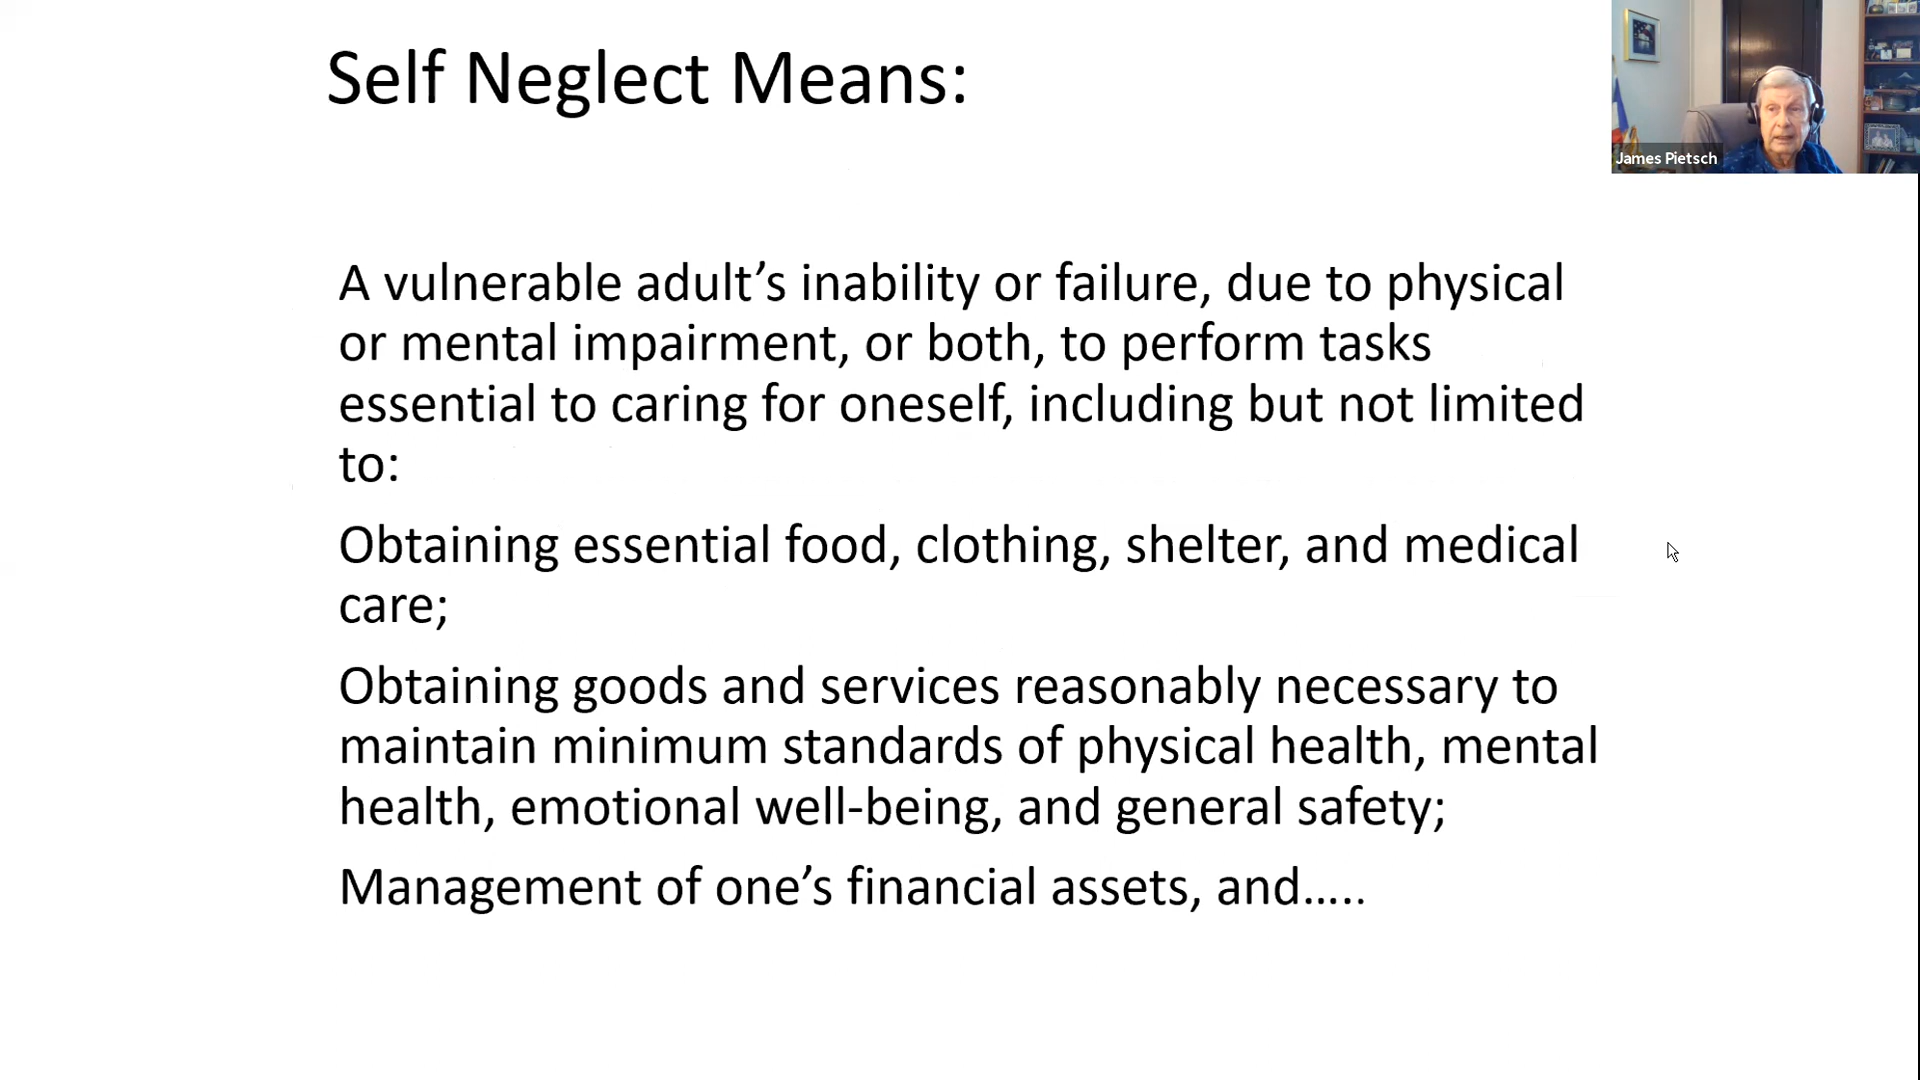 Self Neglect Means:
James Pietsch
A vulnerable adult’s inability or failure, due to physical
or mental impairment, or both, to perform tasks
essential to caring for oneself, including but not limited
to:
Obtaining essential food, clothing, shelter, and medical
care;
Obtaining goods and services reasonably necessary to
maintain minimum standards of physical health, mental
health, emotional well-being, and general safety;
Management of one’s financial assets, and…..